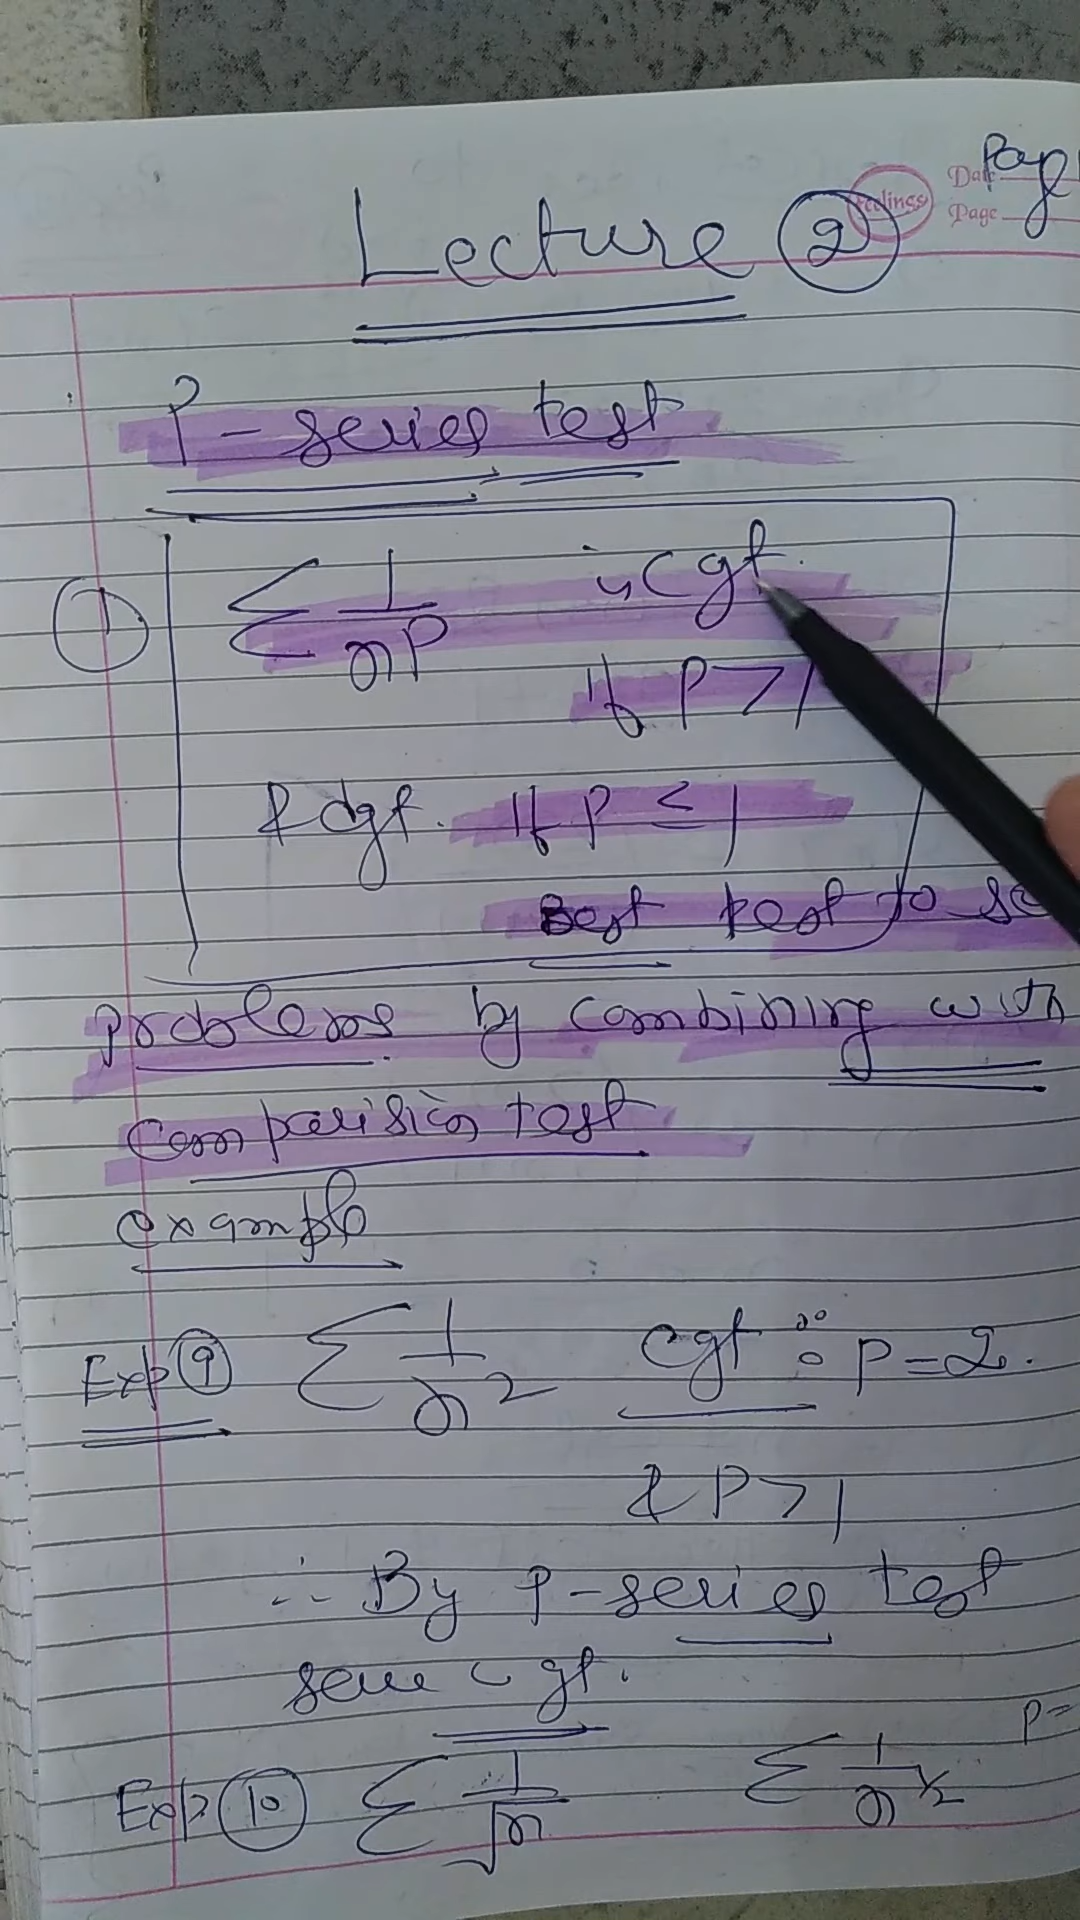 Pag
Date
Page
Feelings
Lecture ②
P-series test
① ∑ 1/n^P is Cgt.
If P > 1
& dgt. If P ≤ 1
Best test to so
problems by combining with
Comparision test
example
Exp ⑨ ∑ 1/n^2 Cgt ∵ P=2.
& P>1
∴ By P-series test
serie cgt.
Exp ⑩ ∑ 1/√n ∑ 1/n^½ P=